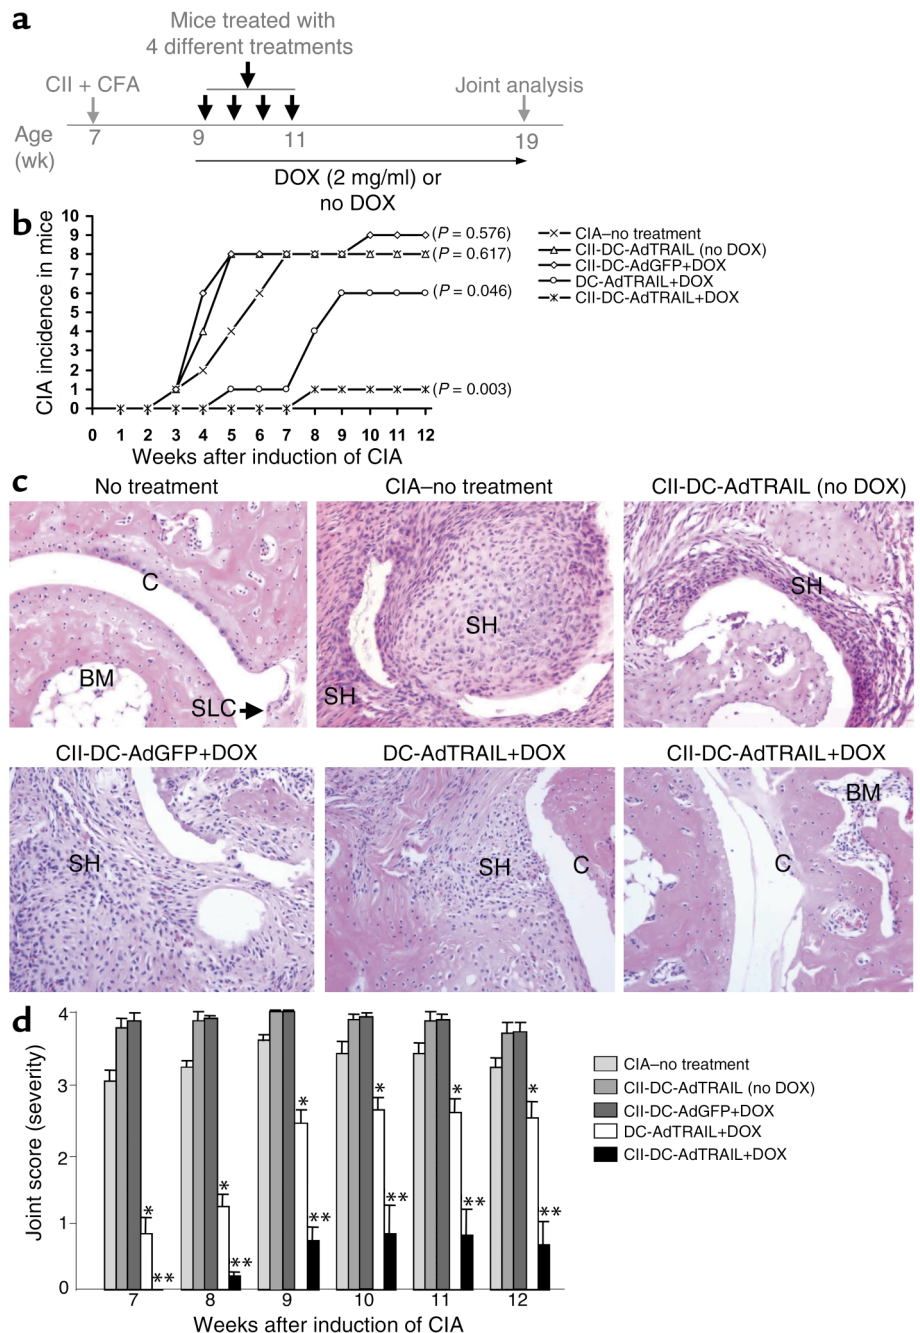 a
Mice treated with
4 different treatments
CII + CFA
Joint analysis
Age
(wk)
7
9
11
19
DOX (2 mg/ml) or
no DOX
b
CIA incidence in mice
10
9
8
7
6
5
4
3
2
1
0
(P = 0.576)
(P = 0.617)
(P = 0.046)
(P = 0.003)
0 1 2 3 4 5 6 7 8 9 10 11 12
Weeks after induction of CIA
CIA–no treatment
CII-DC-AdTRAIL (no DOX)
CII-DC-AdGFP+DOX
DC-AdTRAIL+DOX
CII-DC-AdTRAIL+DOX
c
No treatment
C
BM
SLC
CIA–no treatment
SH
SH
CII-DC-AdTRAIL (no DOX)
SH
CII-DC-AdGFP+DOX
SH
DC-AdTRAIL+DOX
SH
C
CII-DC-AdTRAIL+DOX
BM
C
d
Joint score (severity)
4
3
2
1
0
*
**
*
**
*
**
*
**
*
**
*
**
7 8 9 10 11 12
Weeks after induction of CIA
CIA–no treatment
CII-DC-AdTRAIL (no DOX)
CII-DC-AdGFP+DOX
DC-AdTRAIL+DOX
CII-DC-AdTRAIL+DOX